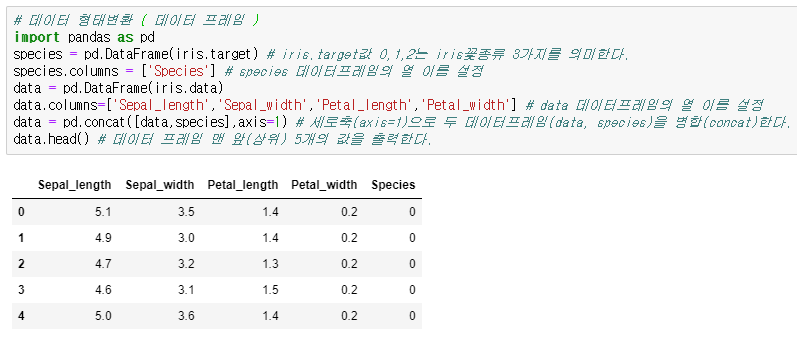 # 데이터 형태변환 ( 데이터 프레임 )
import pandas as pd
species = pd.DataFrame(iris.target) # iris.target값 0,1,2는 iris꽃종류 3가지를 의미한다.
species.columns = ['Species'] # species 데이터프레임의 열 이름 설정
data = pd.DataFrame(iris.data)
data.columns=['Sepal_length','Sepal_width','Petal_length','Petal_width'] # data 데이터프레임의 열 이름 설정
data = pd.concat([data,species],axis=1) # 세로축(axis=1)으로 두 데이터프레임(data, species)을 병합(concat)한다.
data.head() # 데이터 프레임 맨 앞(상위) 5개의 값을 출력한다.
Sepal_length Sepal_width Petal_length Petal_width Species
0 5.1 3.5 1.4 0.2 0
1 4.9 3.0 1.4 0.2 0
2 4.7 3.2 1.3 0.2 0
3 4.6 3.1 1.5 0.2 0
4 5.0 3.6 1.4 0.2 0